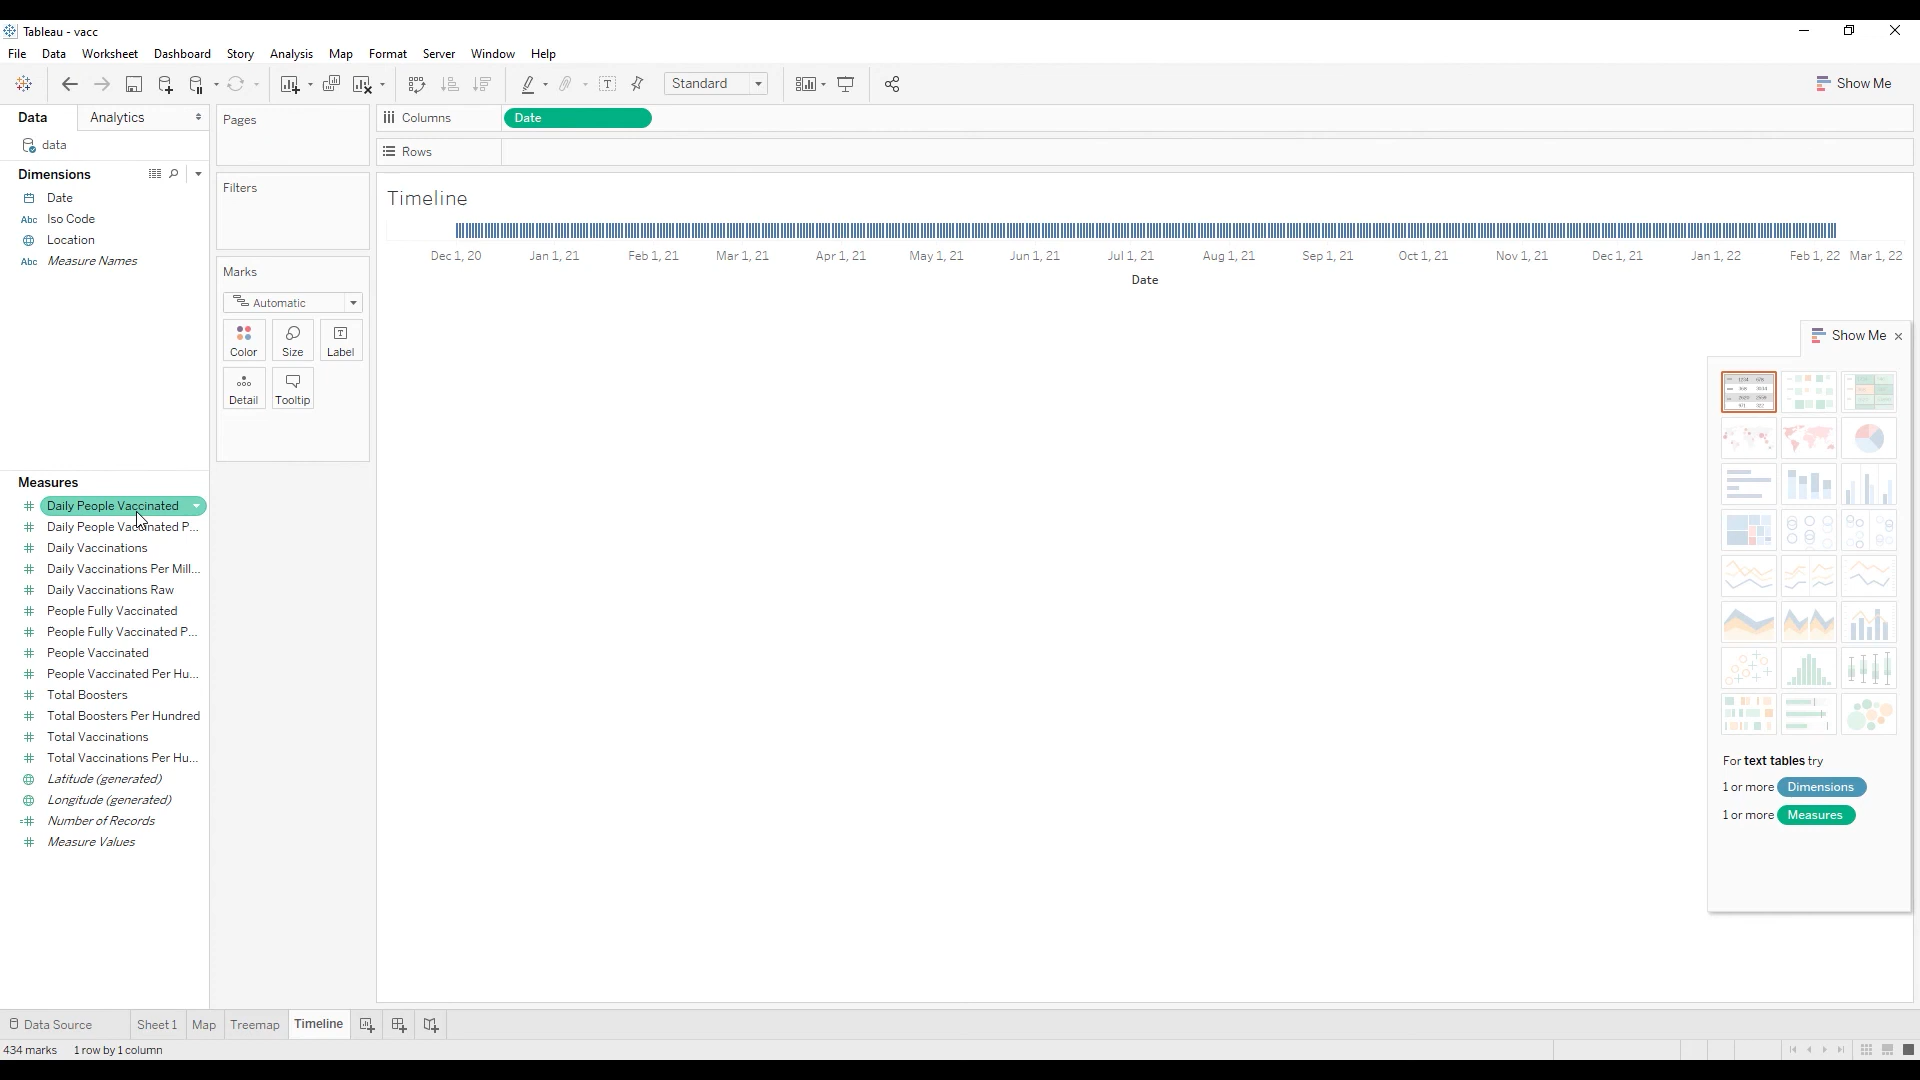 Tableau - vacc
File Data Worksheet Dashboard Story Analysis Map Format Server Window Help
Standard
Show Me
Data Analytics
data
Dimensions
Date
Abc Iso Code
Location
Abc Measure Names
Measures
Daily People Vaccinated
Daily People Vaccinated P...
Daily Vaccinations
Daily Vaccinations Per Mill...
Daily Vaccinations Raw
People Fully Vaccinated
People Fully Vaccinated P...
People Vaccinated
People Vaccinated Per Hu...
Total Boosters
Total Boosters Per Hundred
Total Vaccinations
Total Vaccinations Per Hu...
Latitude (generated)
Longitude (generated)
Number of Records
Measure Values
Pages
Filters
Marks
Automatic
Color Size Label
Detail Tooltip
Columns Date
Rows
Timeline
Dec 1, 20 Jan 1, 21 Feb 1, 21 Mar 1, 21 Apr 1, 21 May 1, 21 Jun 1, 21 Jul 1, 21 Aug 1, 21 Sep 1, 21 Oct 1, 21 Nov 1, 21 Dec 1, 21 Jan 1, 22 Feb 1, 22 Mar 1, 22
Date
Show Me
For text tables try
1 or more Dimensions
1 or more Measures
Data Source Sheet 1 Map Treemap Timeline
434 marks 1 row by 1 column